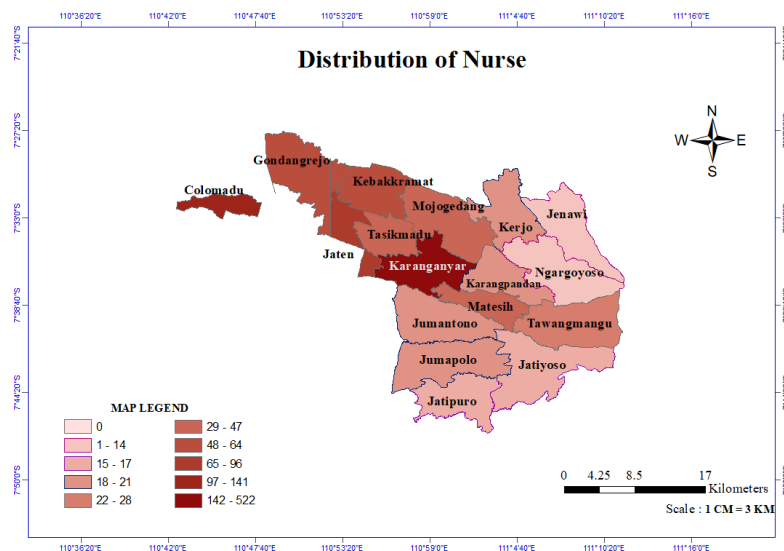 110°36'20"E 110°42'0"E 110°47'40"E 110°53'20"E 110°59'0"E 111°4'40"E 111°10'20"E 111°16'0"E
7°21'40"S
Distribution of Nurse
7°27'20"S
N
W E
S
Gondangrejo
Kebakkramat
Colomadu
Mojogedang
Jenawi
7°33'0"S
Kerjo
Tasikmadu
Jaten
Karanganyar
Ngargoyoso
Karangpandan
7°38'40"S
Matesih
Jumantono
Tawangmangu
Jumapolo
Jatiyoso
7°44'20"S
Jatipuro
MAP LEGEND
0
1 - 14
15 - 17
18 - 21
22 - 28
29 - 47
48 - 64
65 - 96
97 - 141
142 - 522
7°50'0"S
0 4.25 8.5 17
Kilometers
Scale : 1 CM = 3 KM
110°36'20"E 110°42'0"E 110°47'40"E 110°53'20"E 110°59'0"E 111°4'40"E 111°10'20"E 111°16'0"E